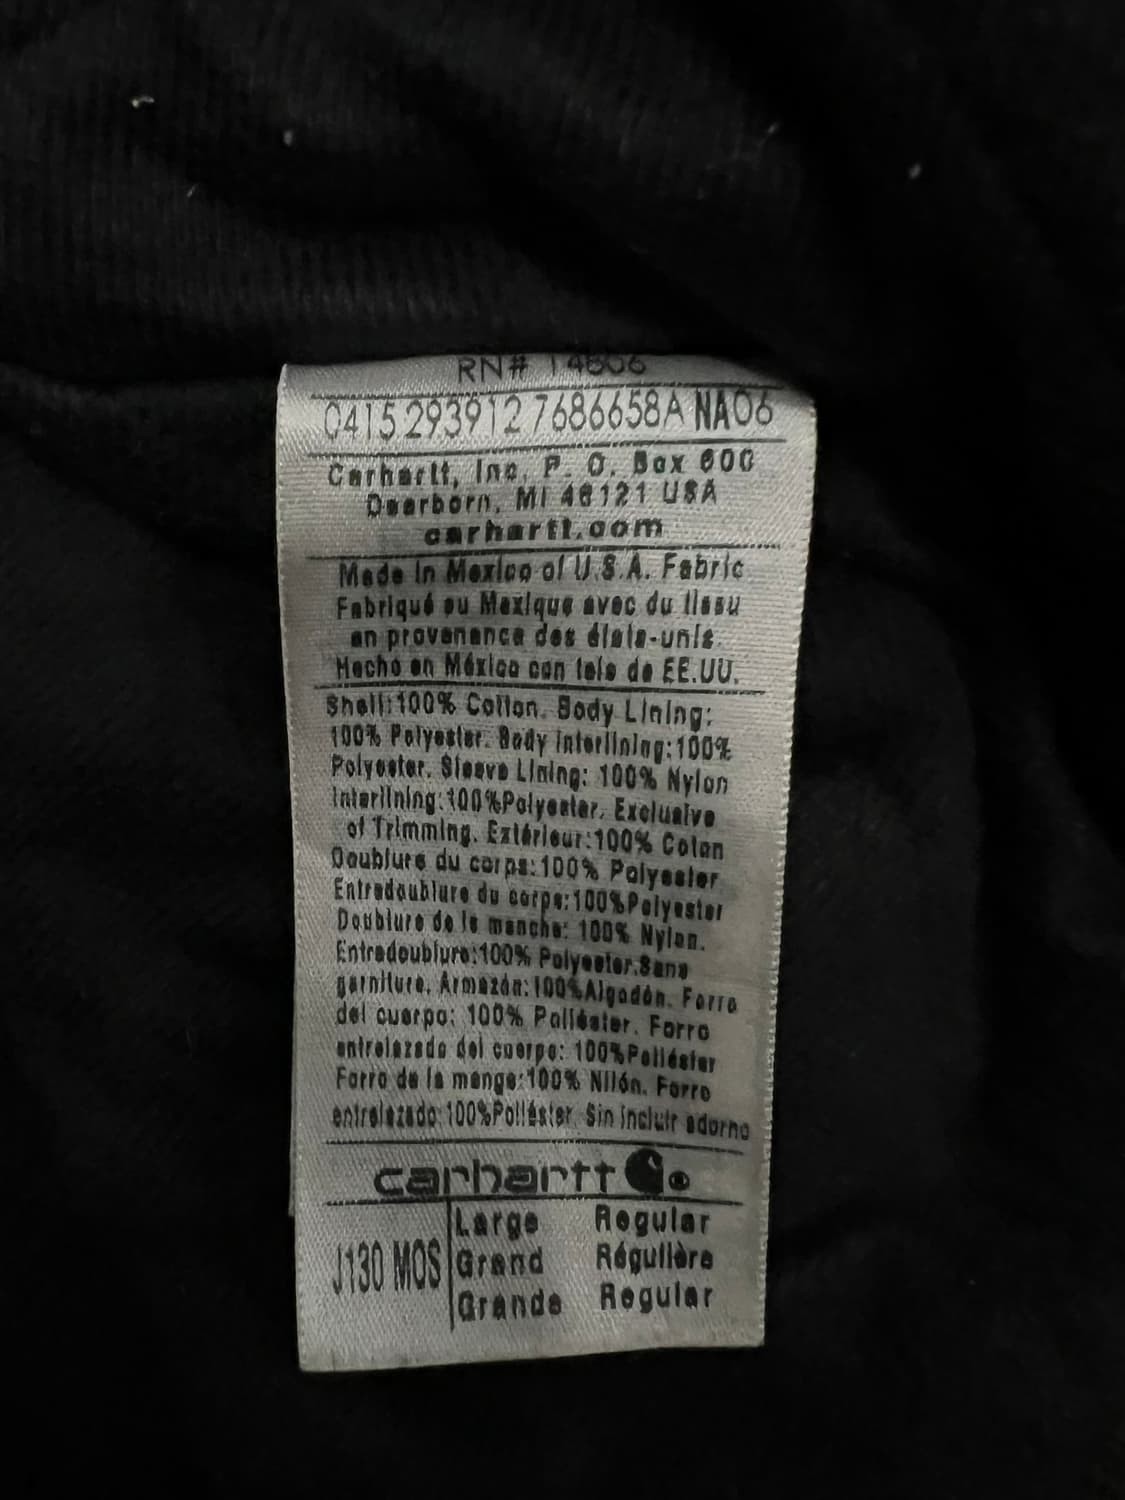 RN# 14806
0415 293912 7686658A NA06
Carhartt, Inc. P. O. Box 600
Dearborn, MI 48121 USA
carhartt.com
Made in Mexico of U.S.A. Fabric
Fabriqué au Mexique avec du tissu
en provenance des états-unis.
Hecho en México con tela de EE.UU.
Shell:100% Cotton. Body Lining:
100% Polyester. Body Interlining:100%
Polyester. Sleeve Lining: 100% Nylon
Interlining:100%Polyester. Exclusive
of Trimming. Extérieur:100% Coton
Doublure du corps:100% Polyester
Entredoublure du corps:100%Polyester
Doublure de la manche: 100% Nylon.
Entredoublure:100% Polyester.Sans
garniture. Armazón:100%Algodón. Forro
del cuerpo: 100% Poliéster. Forro
entrelazado del cuerpo: 100%Poliéster
Forro de la manga:100% Nilón. Forro
entrelazado:100%Poliéster. Sin incluir adorno
carhartt ®
J130 MOS Large Regular
Grand Régulière
Grande Regular